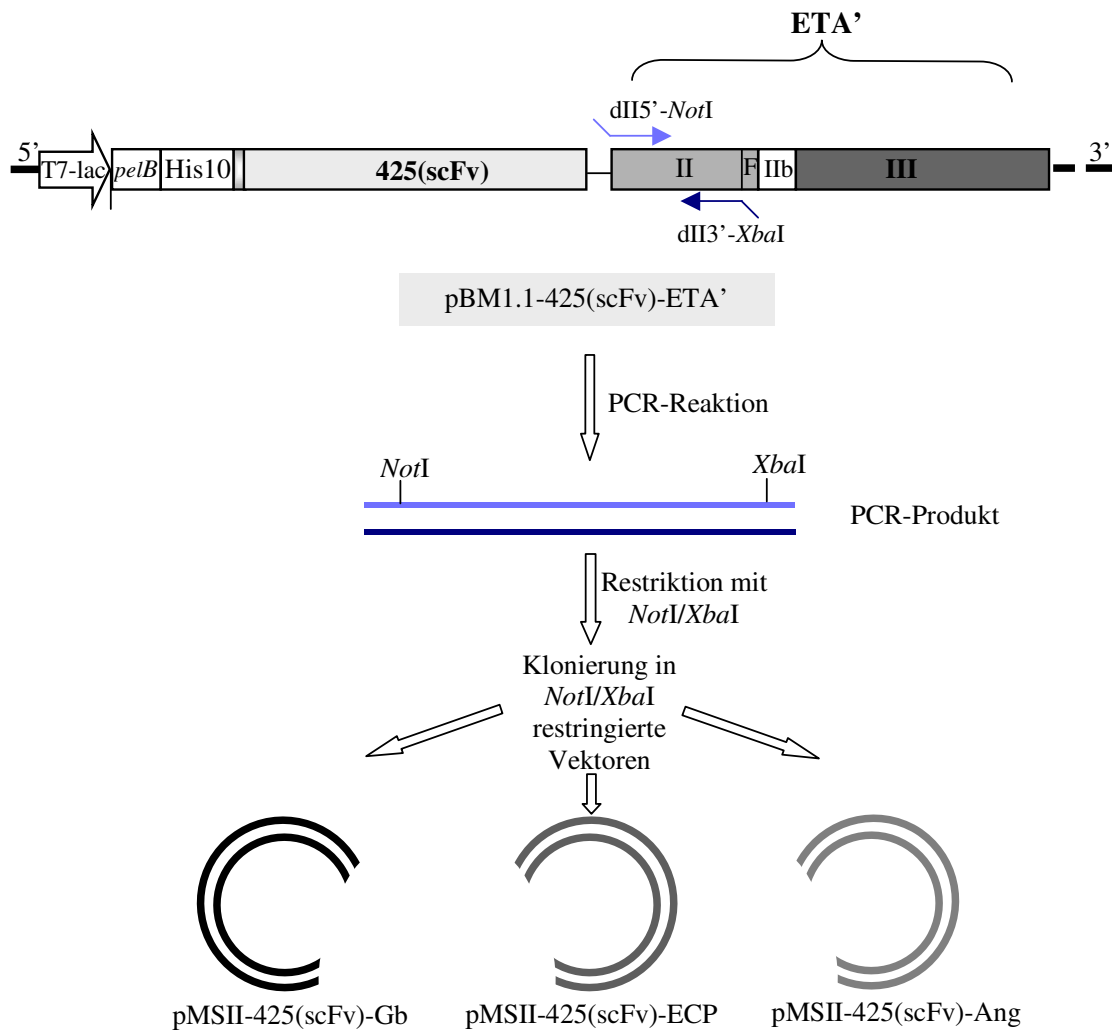 ETA’
dII5’-NotI
5’
T7-lac pelB His10 425(scFv) II F IIb III
3’
dII3’-XbaI
pBM1.1-425(scFv)-ETA’
PCR-Reaktion
NotI
XbaI
PCR-Produkt
Restriktion mit
NotI/XbaI
Klonierung in
NotI/XbaI
restringierte
Vektoren
pMSII-425(scFv)-Gb
pMSII-425(scFv)-ECP
pMSII-425(scFv)-Ang